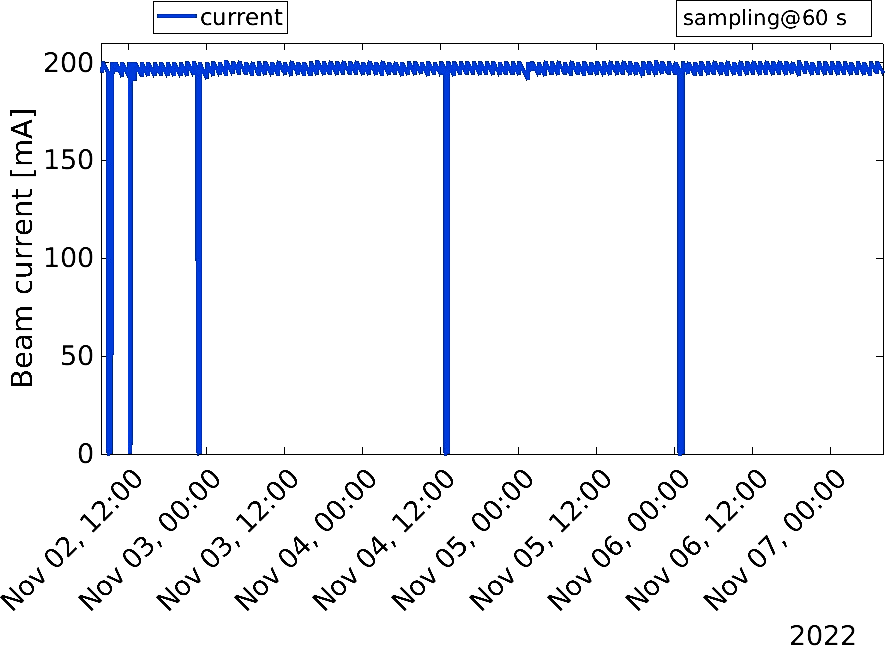 current
sampling@60 s
Beam current [mA]
200
150
100
50
0
Nov 02, 12:00
Nov 03, 00:00
Nov 03, 12:00
Nov 04, 00:00
Nov 04, 12:00
Nov 05, 00:00
Nov 05, 12:00
Nov 06, 00:00
Nov 06, 12:00
Nov 07, 00:00
2022